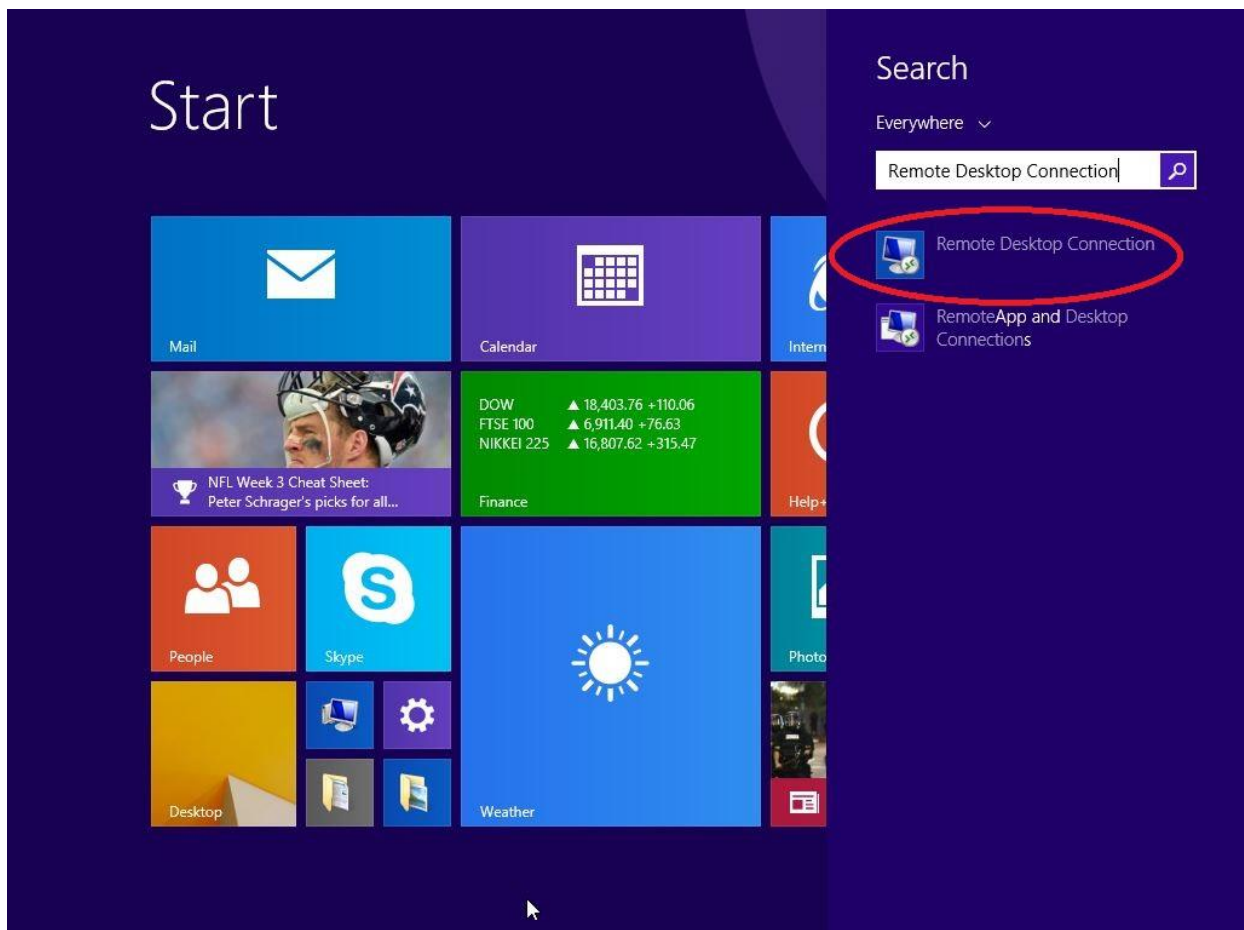 Start
Search
Everywhere
Remote Desktop Connection
Remote Desktop Connection
RemoteApp and Desktop
Connections
Mail
Calendar
Intern
NFL Week 3 Cheat Sheet:
Peter Schrager's picks for all...
DOW ▲ 18,403.76 +110.06
FTSE 100 ▲ 6,911.40 +76.63
NIKKEI 225 ▲ 16,807.62 +315.47
Finance
Help+
People
Skype
Photo
Desktop
Weather